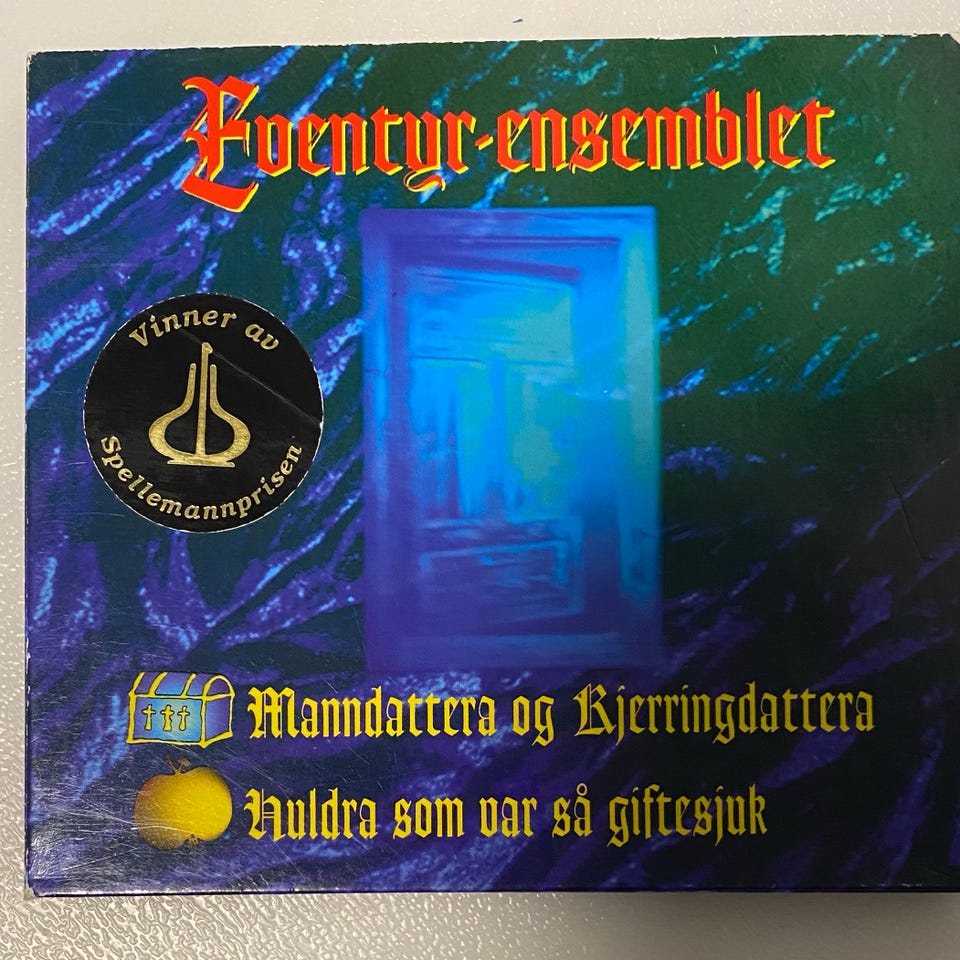 Eventyr-ensemblet
Vinner av
Spellemannprisen
Manndattera og Kjerringdattera
Huldra som var så giftesjuk